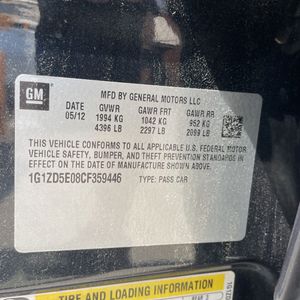 GM
MFD BY GENERAL MOTORS LLC
DATE GVWR GAWR FRT GAWR RR
05/12 1994 KG 1042 KG 952 KG
4396 LB 2297 LB 2099 LB
THIS VEHICLE CONFORMS TO ALL APPLICABLE U.S. FEDERAL MOTOR
VEHICLE SAFETY, BUMPER, AND THEFT PREVENTION STANDARDS IN
EFFECT ON THE DATE OF MANUFACTURE SHOWN ABOVE.
1G1ZD5E08CF359446 TYPE: PASS CAR
TIRE AND LOADING INFORMATION